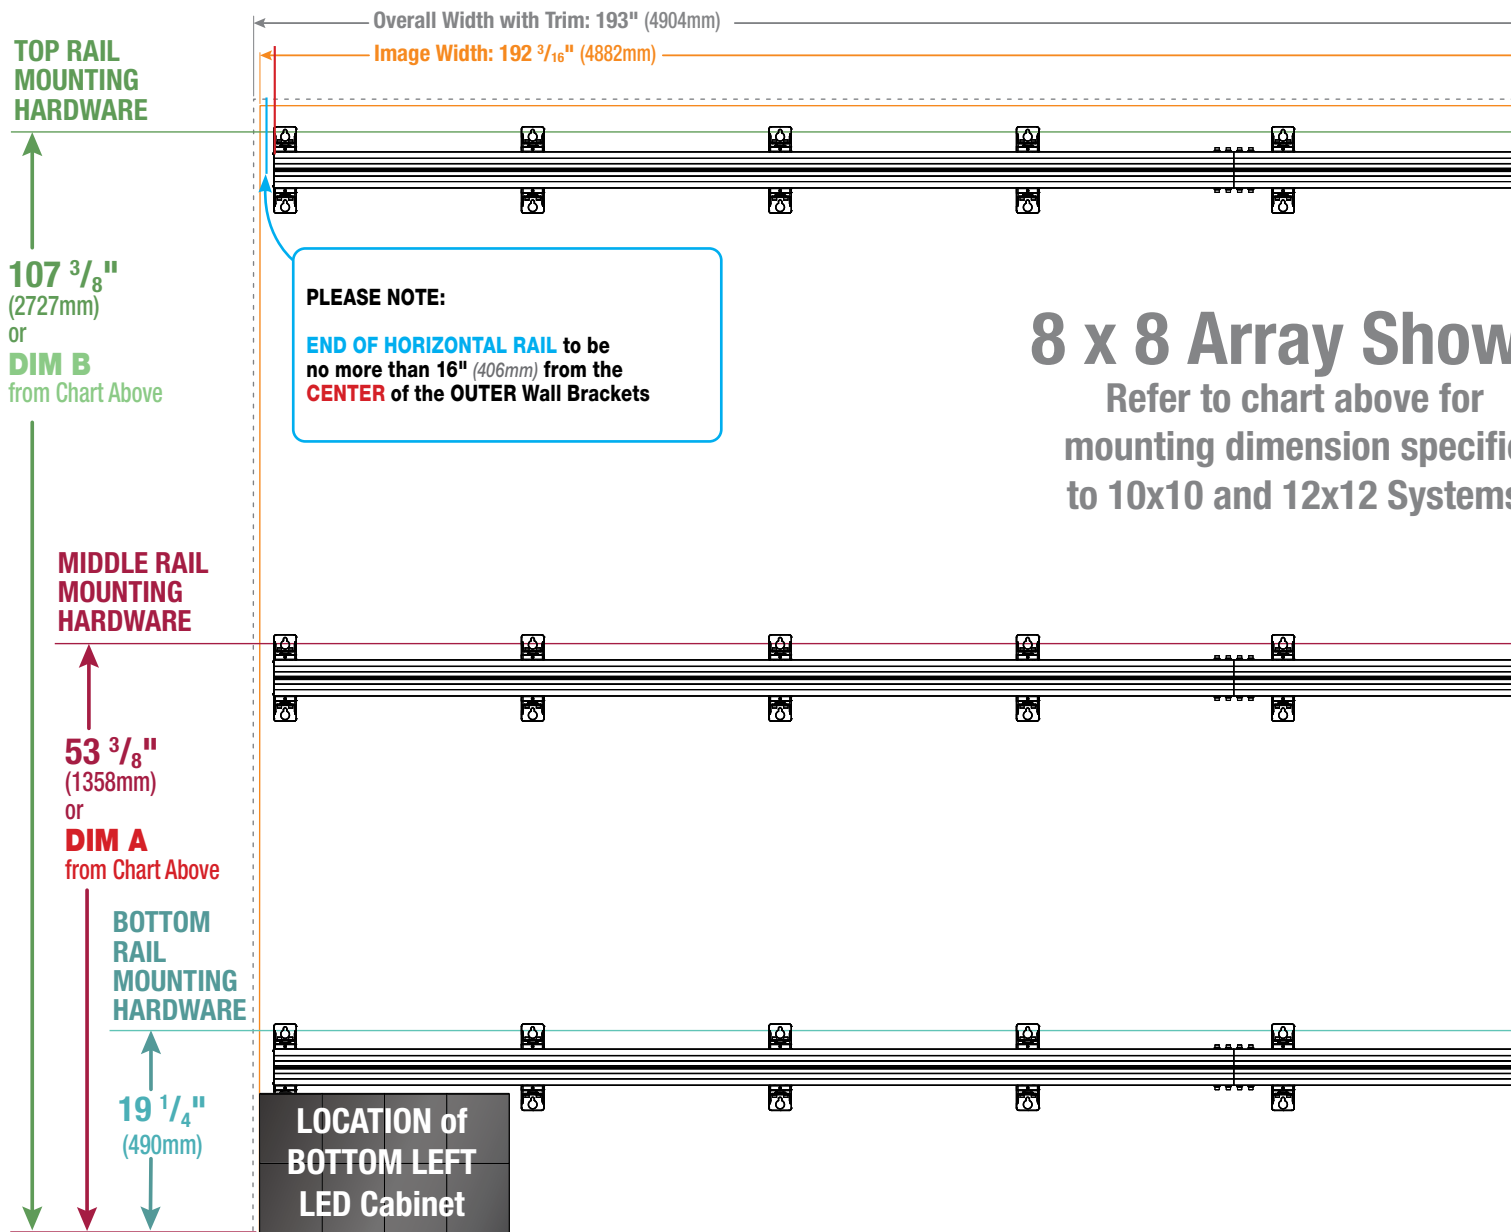 Overall Width with Trim: 193" (4904mm)
Image Width: 192 3/16" (4882mm)
TOP RAIL
MOUNTING
HARDWARE
107 3/8"
(2727mm)
or
DIM B
from Chart Above
PLEASE NOTE:
END OF HORIZONTAL RAIL to be
no more than 16" (406mm) from the
CENTER of the OUTER Wall Brackets
8 x 8 Array Show
Refer to chart above for
mounting dimension specifi
to 10x10 and 12x12 Systems
MIDDLE RAIL
MOUNTING
HARDWARE
53 3/8"
(1358mm)
or
DIM A
from Chart Above
BOTTOM
RAIL
MOUNTING
HARDWARE
19 1/4"
(490mm)
LOCATION of
BOTTOM LEFT
LED Cabinet